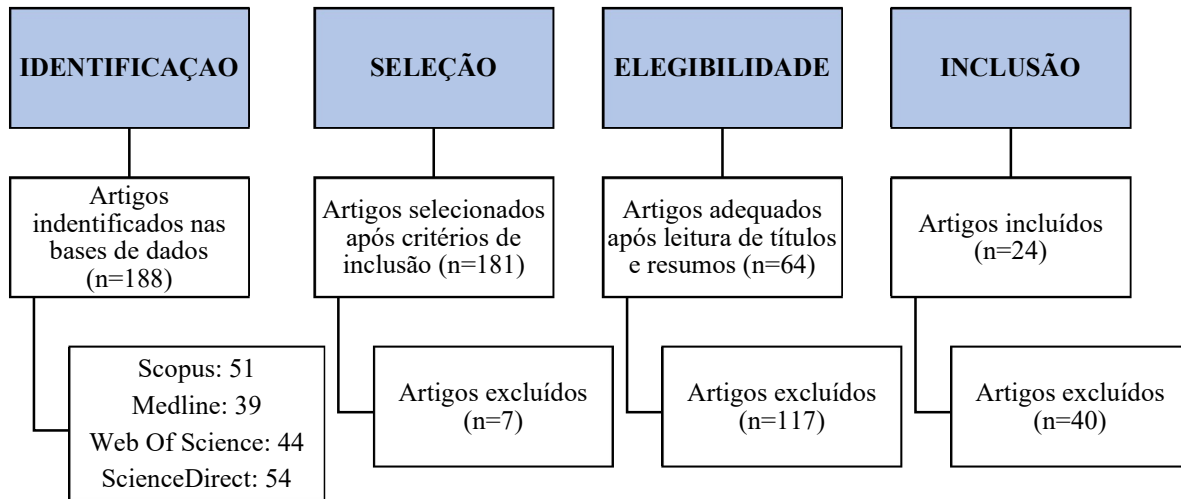 IDENTIFICAÇAO
Artigos
indentificados nas
bases de dados
(n=188)
Scopus: 51
Medline: 39
Web Of Science: 44
ScienceDirect: 54
SELEÇÃO
Artigos selecionados
após critérios de
inclusão (n=181)
Artigos excluídos
(n=7)
ELEGIBILIDADE
Artigos adequados
após leitura de títulos
e resumos (n=64)
Artigos excluídos
(n=117)
INCLUSÃO
Artigos incluídos
(n=24)
Artigos excluídos
(n=40)